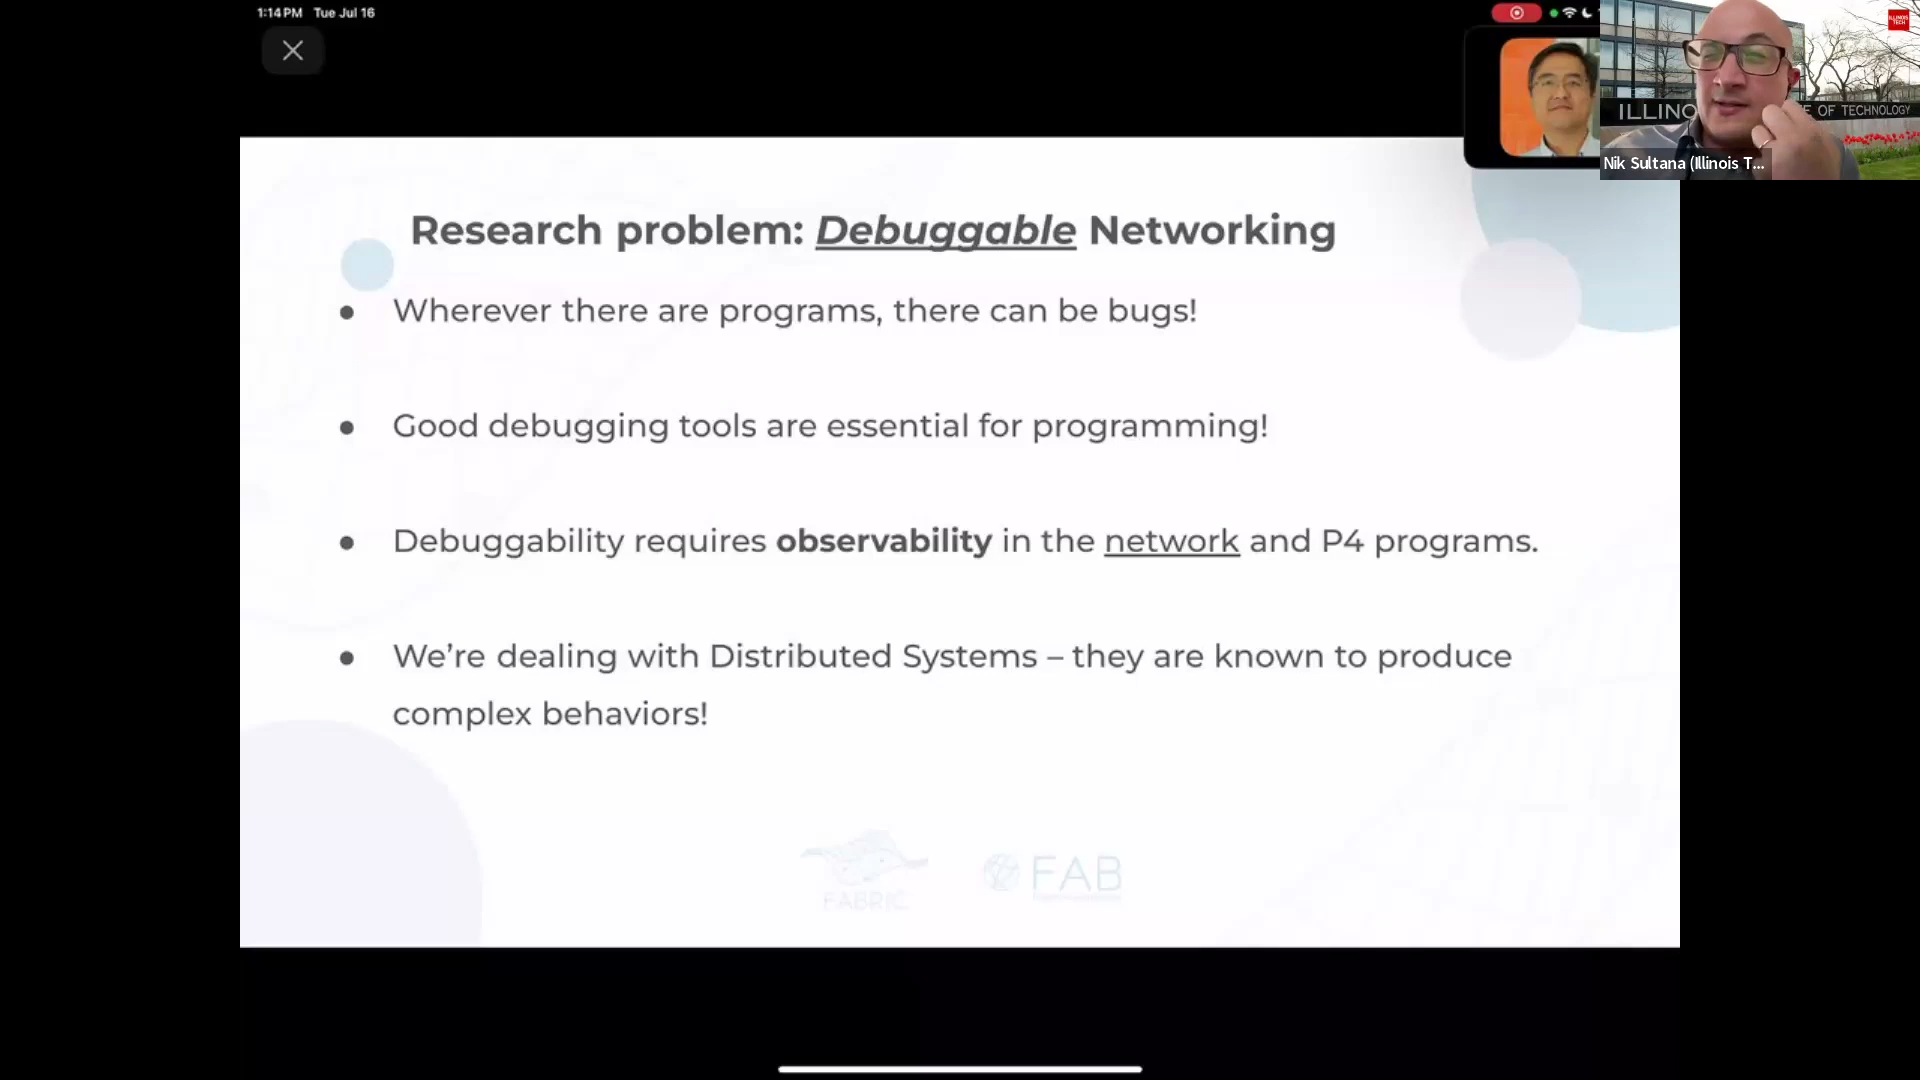 1:14 PM Tue Jul 16
ILLINO E OF TECHNOLOGY
Nik Sultana (Illinois T...
Research problem: Debuggable Networking
● Wherever there are programs, there can be bugs!
● Good debugging tools are essential for programming!
● Debuggability requires observability in the network and P4 programs.
● We’re dealing with Distributed Systems – they are known to produce
complex behaviors!
FABRIC
FAB